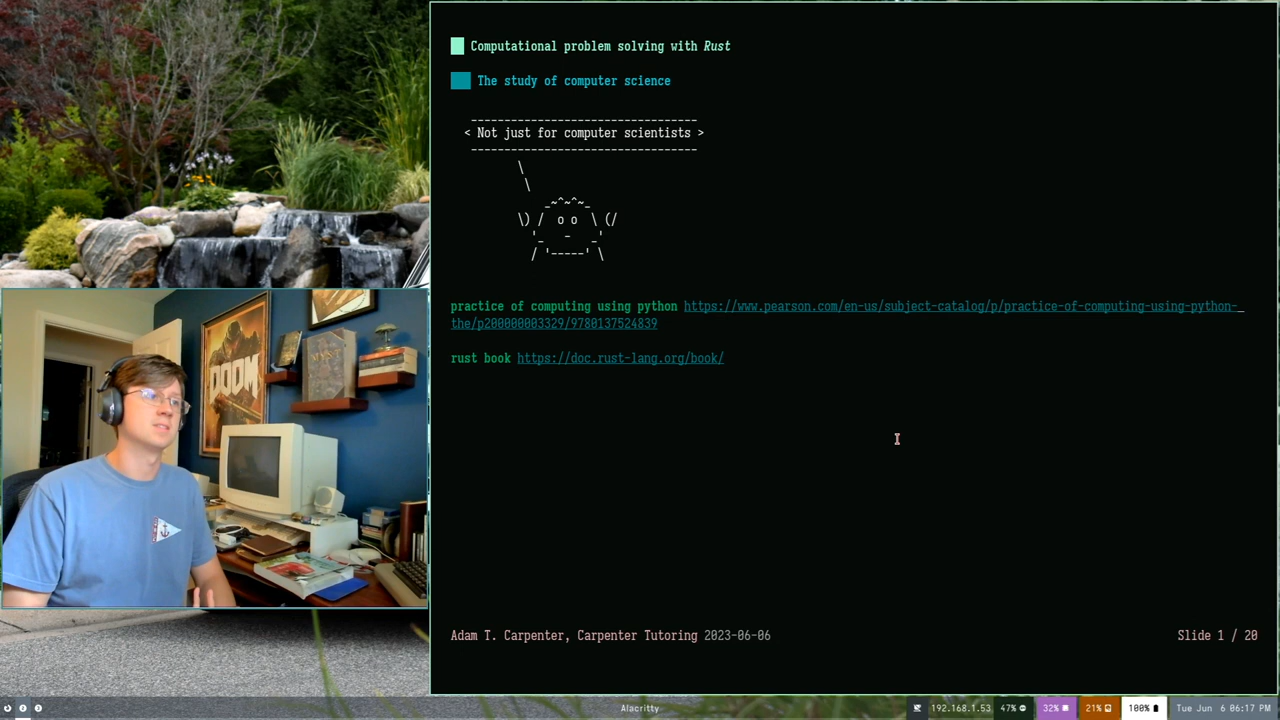 Computational problem solving with Rust
The study of computer science
< Not just for computer scientists >
practice of computing using python https://www.pearson.com/en-us/subject-catalog/p/practice-of-computing-using-python-
the/p200000003329/9780137524839
rust book https://doc.rust-lang.org/book/
DOOM
MYST
Adam T. Carpenter, Carpenter Tutoring 2023-06-06
Slide 1 / 20
Alacritty
192.168.1.53
47%
32%
21%
100%
Tue Jun 6 06:17 PM